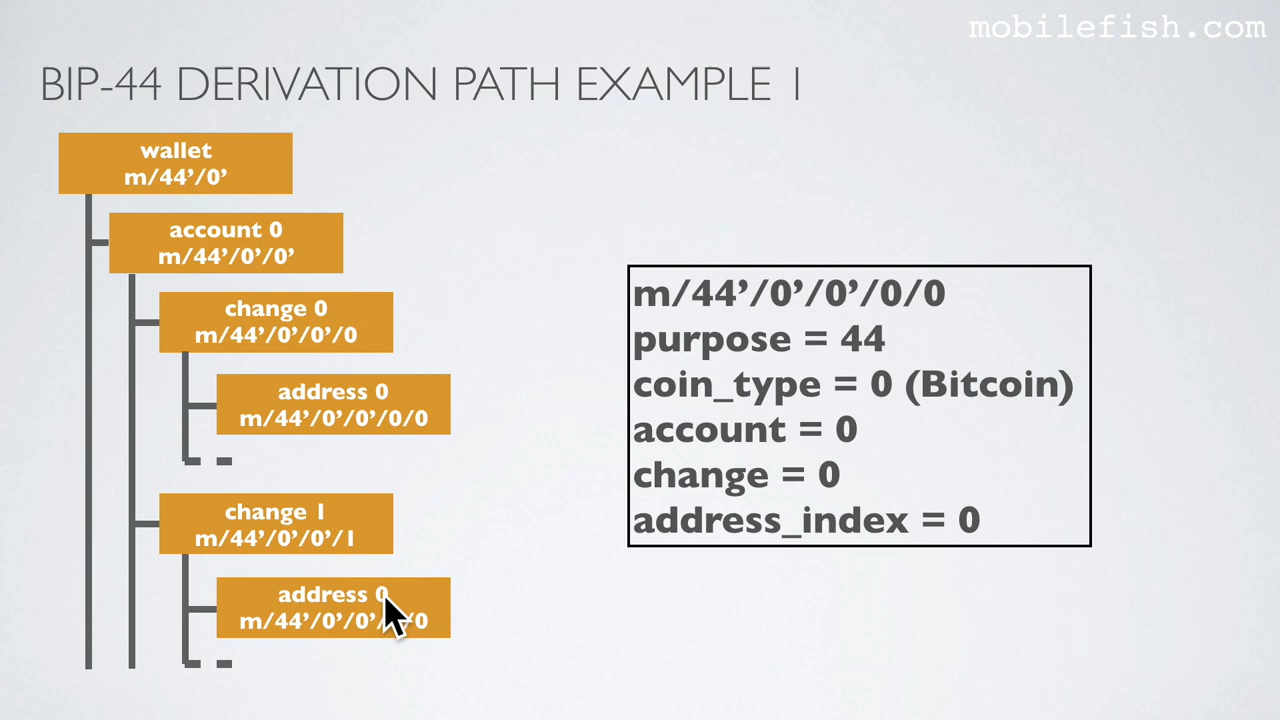 mobilefish.com
BIP-44 DERIVATION PATH EXAMPLE 1
wallet
m/44’/0’
account 0
m/44’/0’/0’
change 0
m/44’/0’/0’/0
address 0
m/44’/0’/0’/0/0
change 1
m/44’/0’/0’/1
address 0
m/44’/0’/0’/ /0
m/44’/0’/0’/0/0
purpose = 44
coin_type = 0 (Bitcoin)
account = 0
change = 0
address_index = 0